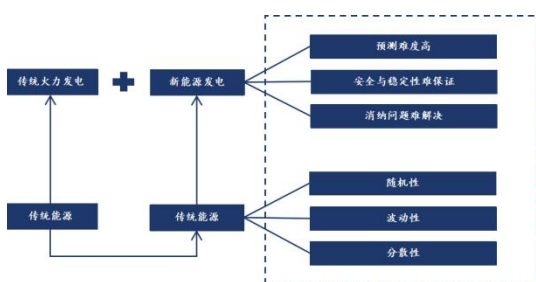 预测难度高
传统火力发电
新能源发电
安全与稳定性难保证
消纳问题难解决
随机性
传统能源
传统能源
波动性
分散性